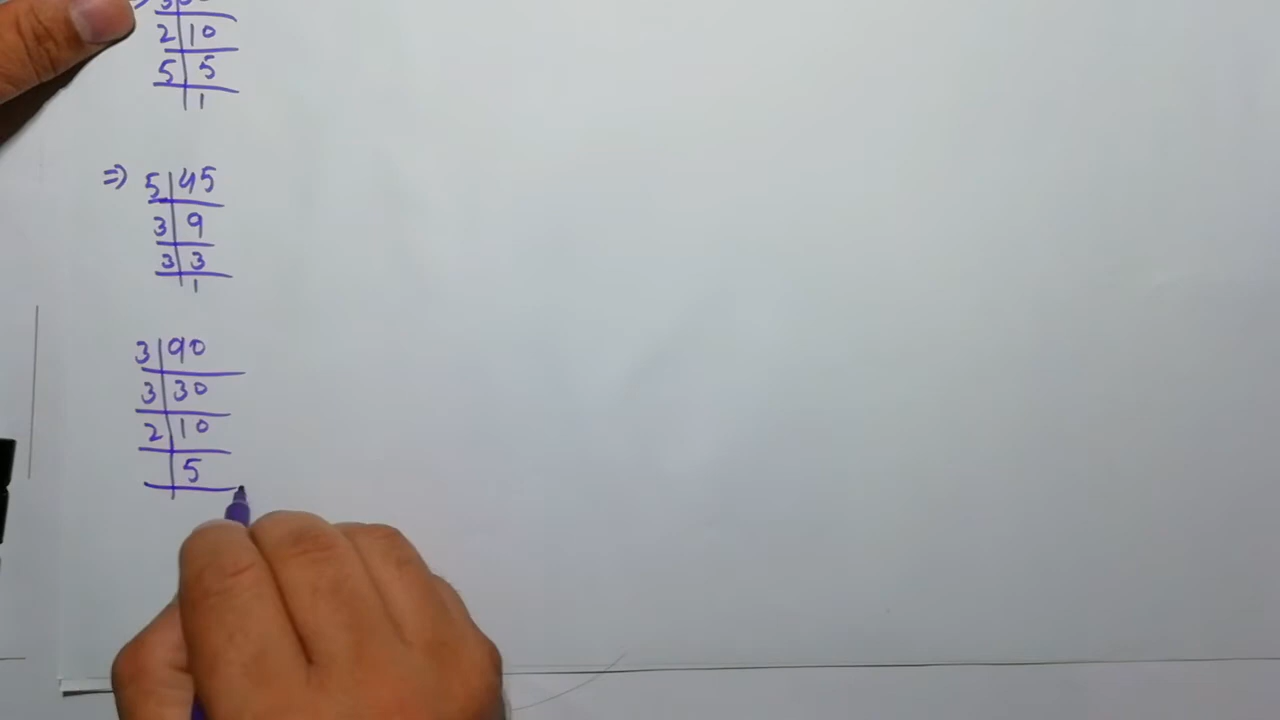 2 | 10
5 | 5
| 1
⇒ 5 | 45
3 | 9
3 | 3
| 1
3 | 90
3 | 30
2 | 10
| 5